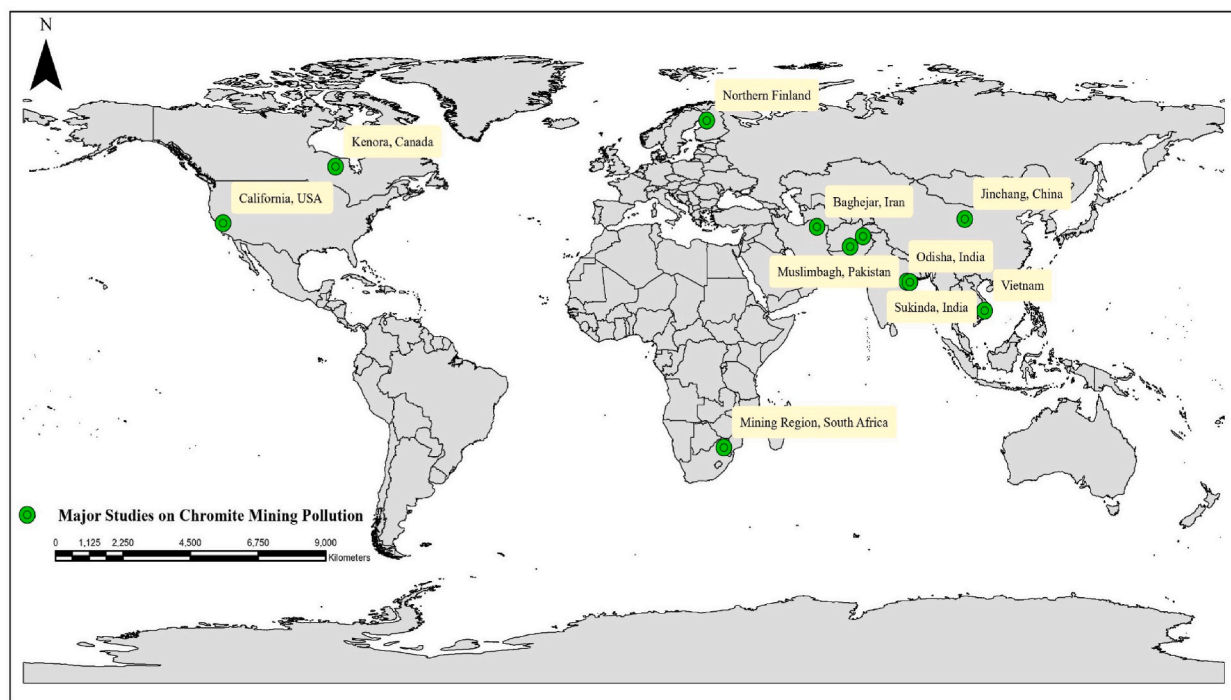 N
Northern Finland
Kenora, Canada
California, USA
Baghejar, Iran
Jinchang, China
Muslimbagh, Pakistan
Odisha, India
Sukinda, India
Vietnam
Mining Region, South Africa
Major Studies on Chromite Mining Pollution
0 1,125 2,250 4,500 6,750 9,000
Kilometers